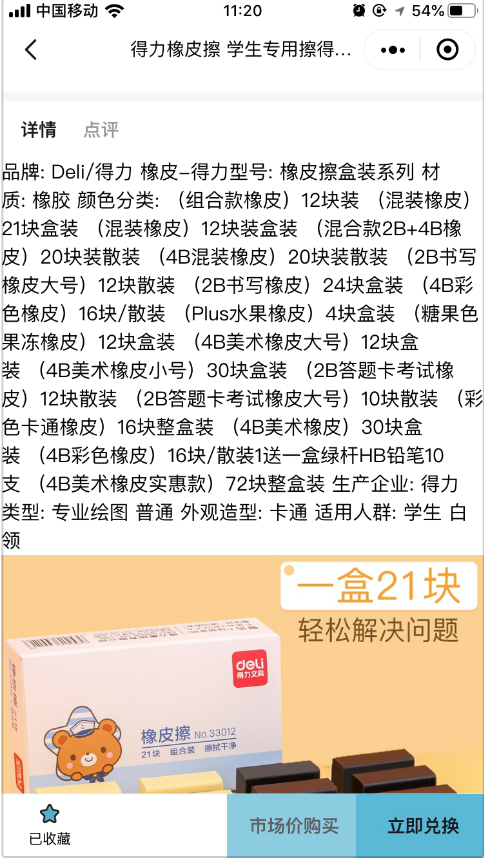 中国移动
11:20
54%
得力橡皮擦 学生专用擦得...
详情
点评
品牌: Deli/得力 橡皮-得力型号: 橡皮擦盒装系列 材
质: 橡胶 颜色分类: （组合款橡皮）12块装 （混装橡皮）
21块盒装 （混装橡皮）12块装盒装 （混合款2B+4B橡
皮）20块装散装 （4B混装橡皮）20块装散装 （2B书写
橡皮大号）12块散装 （2B书写橡皮）24块盒装 （4B彩
色橡皮）16块/散装 （Plus水果橡皮）4块盒装 （糖果色
果冻橡皮）12块盒装 （4B美术橡皮大号）12块盒
装 （4B美术橡皮小号）30块盒装 （2B答题卡考试橡
皮）12块散装 （2B答题卡考试橡皮大号）10块散装 （彩
色卡通橡皮）16块整盒装 （4B美术橡皮）30块盒
装 （4B彩色橡皮）16块/散装1送一盒绿杆HB铅笔10
支 （4B美术橡皮实惠款）72块整盒装 生产企业: 得力
类型: 专业绘图 普通 外观造型: 卡通 适用人群: 学生 白
领
一盒21块
轻松解决问题
deli
得力文具
橡皮擦 No.33012
21块 组合装 擦拭干净
已收藏
市场价购买
立即兑换